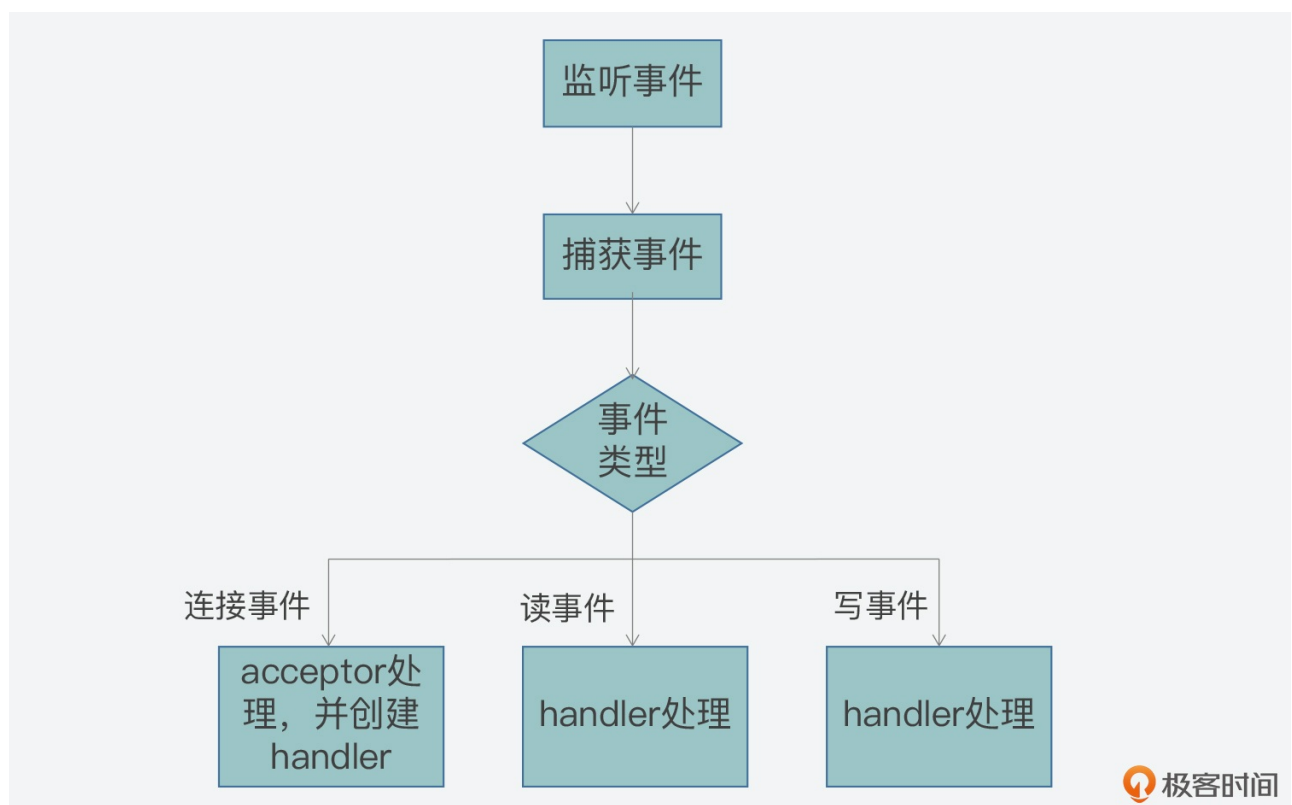 监听事件
捕获事件
事件
类型
连接事件
读事件
写事件
acceptor处
理，并创建
handler
handler处理
handler处理
极客时间